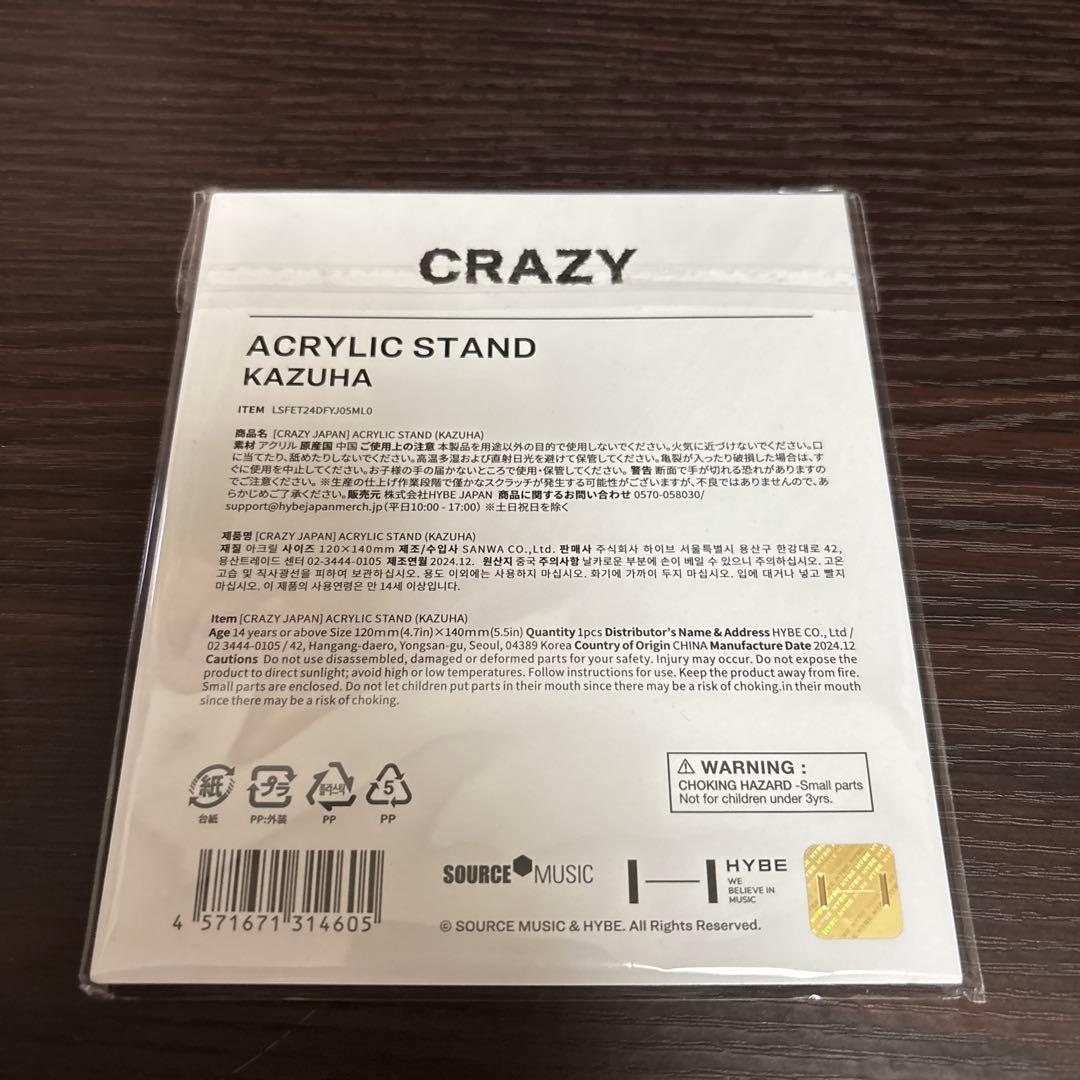 CRAZY
ACRYLIC STAND
KAZUHA
ITEM LSFET24DFYJ05ML0
商品名 [CRAZY JAPAN] ACRYLIC STAND (KAZUHA)
素材 アクリル 原産国 中国 ご使用上の注意 本製品を用途以外の目的で使用しないでください。火気に近づけないでください。口
に当てたり、舐めたりしないでください。高温多湿および直射日光を避けて保管してください。亀裂が入ったり破損した場合は、す
ぐに使用を中止してください。お子様の手の届かないところで使用・保管してください。警告 断面で手が切れる恐れがありますの
でご注意ください。※生産の仕上げ作業段階で僅かなスクラッチが発生する可能性がございますが、不良ではありませんので、あ
らかじめご了承ください。販売元 株式会社HYBE JAPAN 商品に関するお問い合わせ 0570-058030/
support@hybejapanmerch.jp (平日10:00 - 17:00) ※土日祝日を除く
제품명 [CRAZY JAPAN] ACRYLIC STAND (KAZUHA)
재질 아크릴 사이즈 120×140mm 제조/수입사 SANWA CO.,Ltd. 판매사 주식회사 하이브 서울특별시 용산구 한강대로 42,
용산트레이드 센터 02-3444-0105 제조연월 2024.12. 원산지 중국 주의사항 날카로운 부분에 손이 베일 수 있으니 주의하십시오. 고온
고습 및 직사광선을 피하여 보관하십시오. 용도 이외에는 사용하지 마십시오. 화기에 가까이 두지 마십시오. 입에 대거나 넣고 빨지
마십시오. 이 제품의 사용연령은 만 14세 이상입니다.
Item [CRAZY JAPAN] ACRYLIC STAND (KAZUHA)
Age 14 years or above Size 120mm(4.7in)×140mm(5.5in) Quantity 1pcs Distributor's Name & Address HYBE CO., Ltd /
02 3444-0105 / 42, Hangang-daero, Yongsan-gu, Seoul, 04389 Korea Country of Origin CHINA Manufacture Date 2024.12
Cautions Do not use disassembled, damaged or deformed parts for your safety. Injury may occur. Do not expose the
product to direct sunlight; avoid high or low temperatures. Follow instructions for use. Keep the product away from fire.
Small parts are enclosed. Do not let children put parts in their mouth since there may be a risk of choking.in their mouth
since there may be a risk of choking.
紙 プラ 플라스틱 5
台紙 PP:外装 PP PP
⚠ WARNING :
CHOKING HAZARD -Small parts
Not for children under 3yrs.
4 571671 314605
SOURCE MUSIC
HYBE
WE
BELIEVE IN
MUSIC
© SOURCE MUSIC & HYBE. All Rights Reserved.